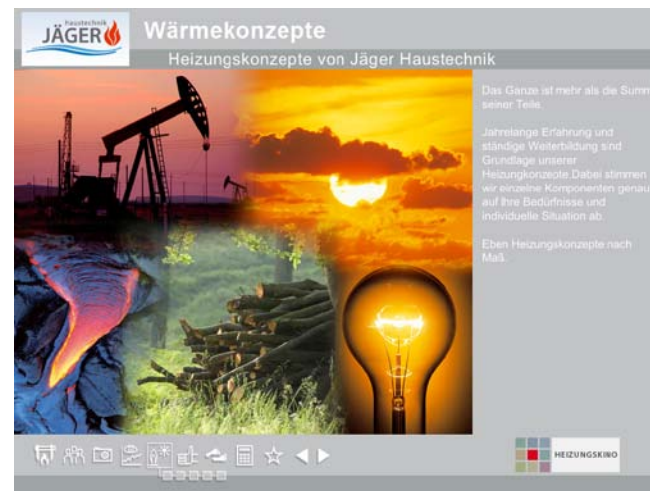 haustechnik
JÄGER
Wärmekonzepte
Heizungskonzepte von Jäger Haustechnik
Das Ganze ist mehr als die Summ
seiner Teile.
Jahrelange Erfahrung und
ständige Weiterbildung sind
Grundlage unserer
Heizungkonzepte.Dabei stimmen
wir einzelne Komponenten genau
auf Ihre Bedürfnisse und
individuelle Situation ab.
Eben Heizungskonzepte nach
Maß.
HEIZUNGSKINO